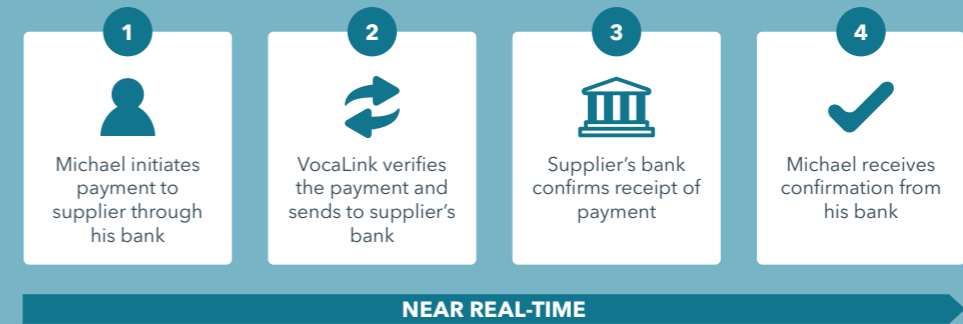 1
Michael initiates
payment to
supplier through
his bank
2
VocaLink verifies
the payment and
sends to supplier's
bank
3
Supplier's bank
confirms receipt of
payment
4
Michael receives
confirmation from
his bank
NEAR REAL-TIME